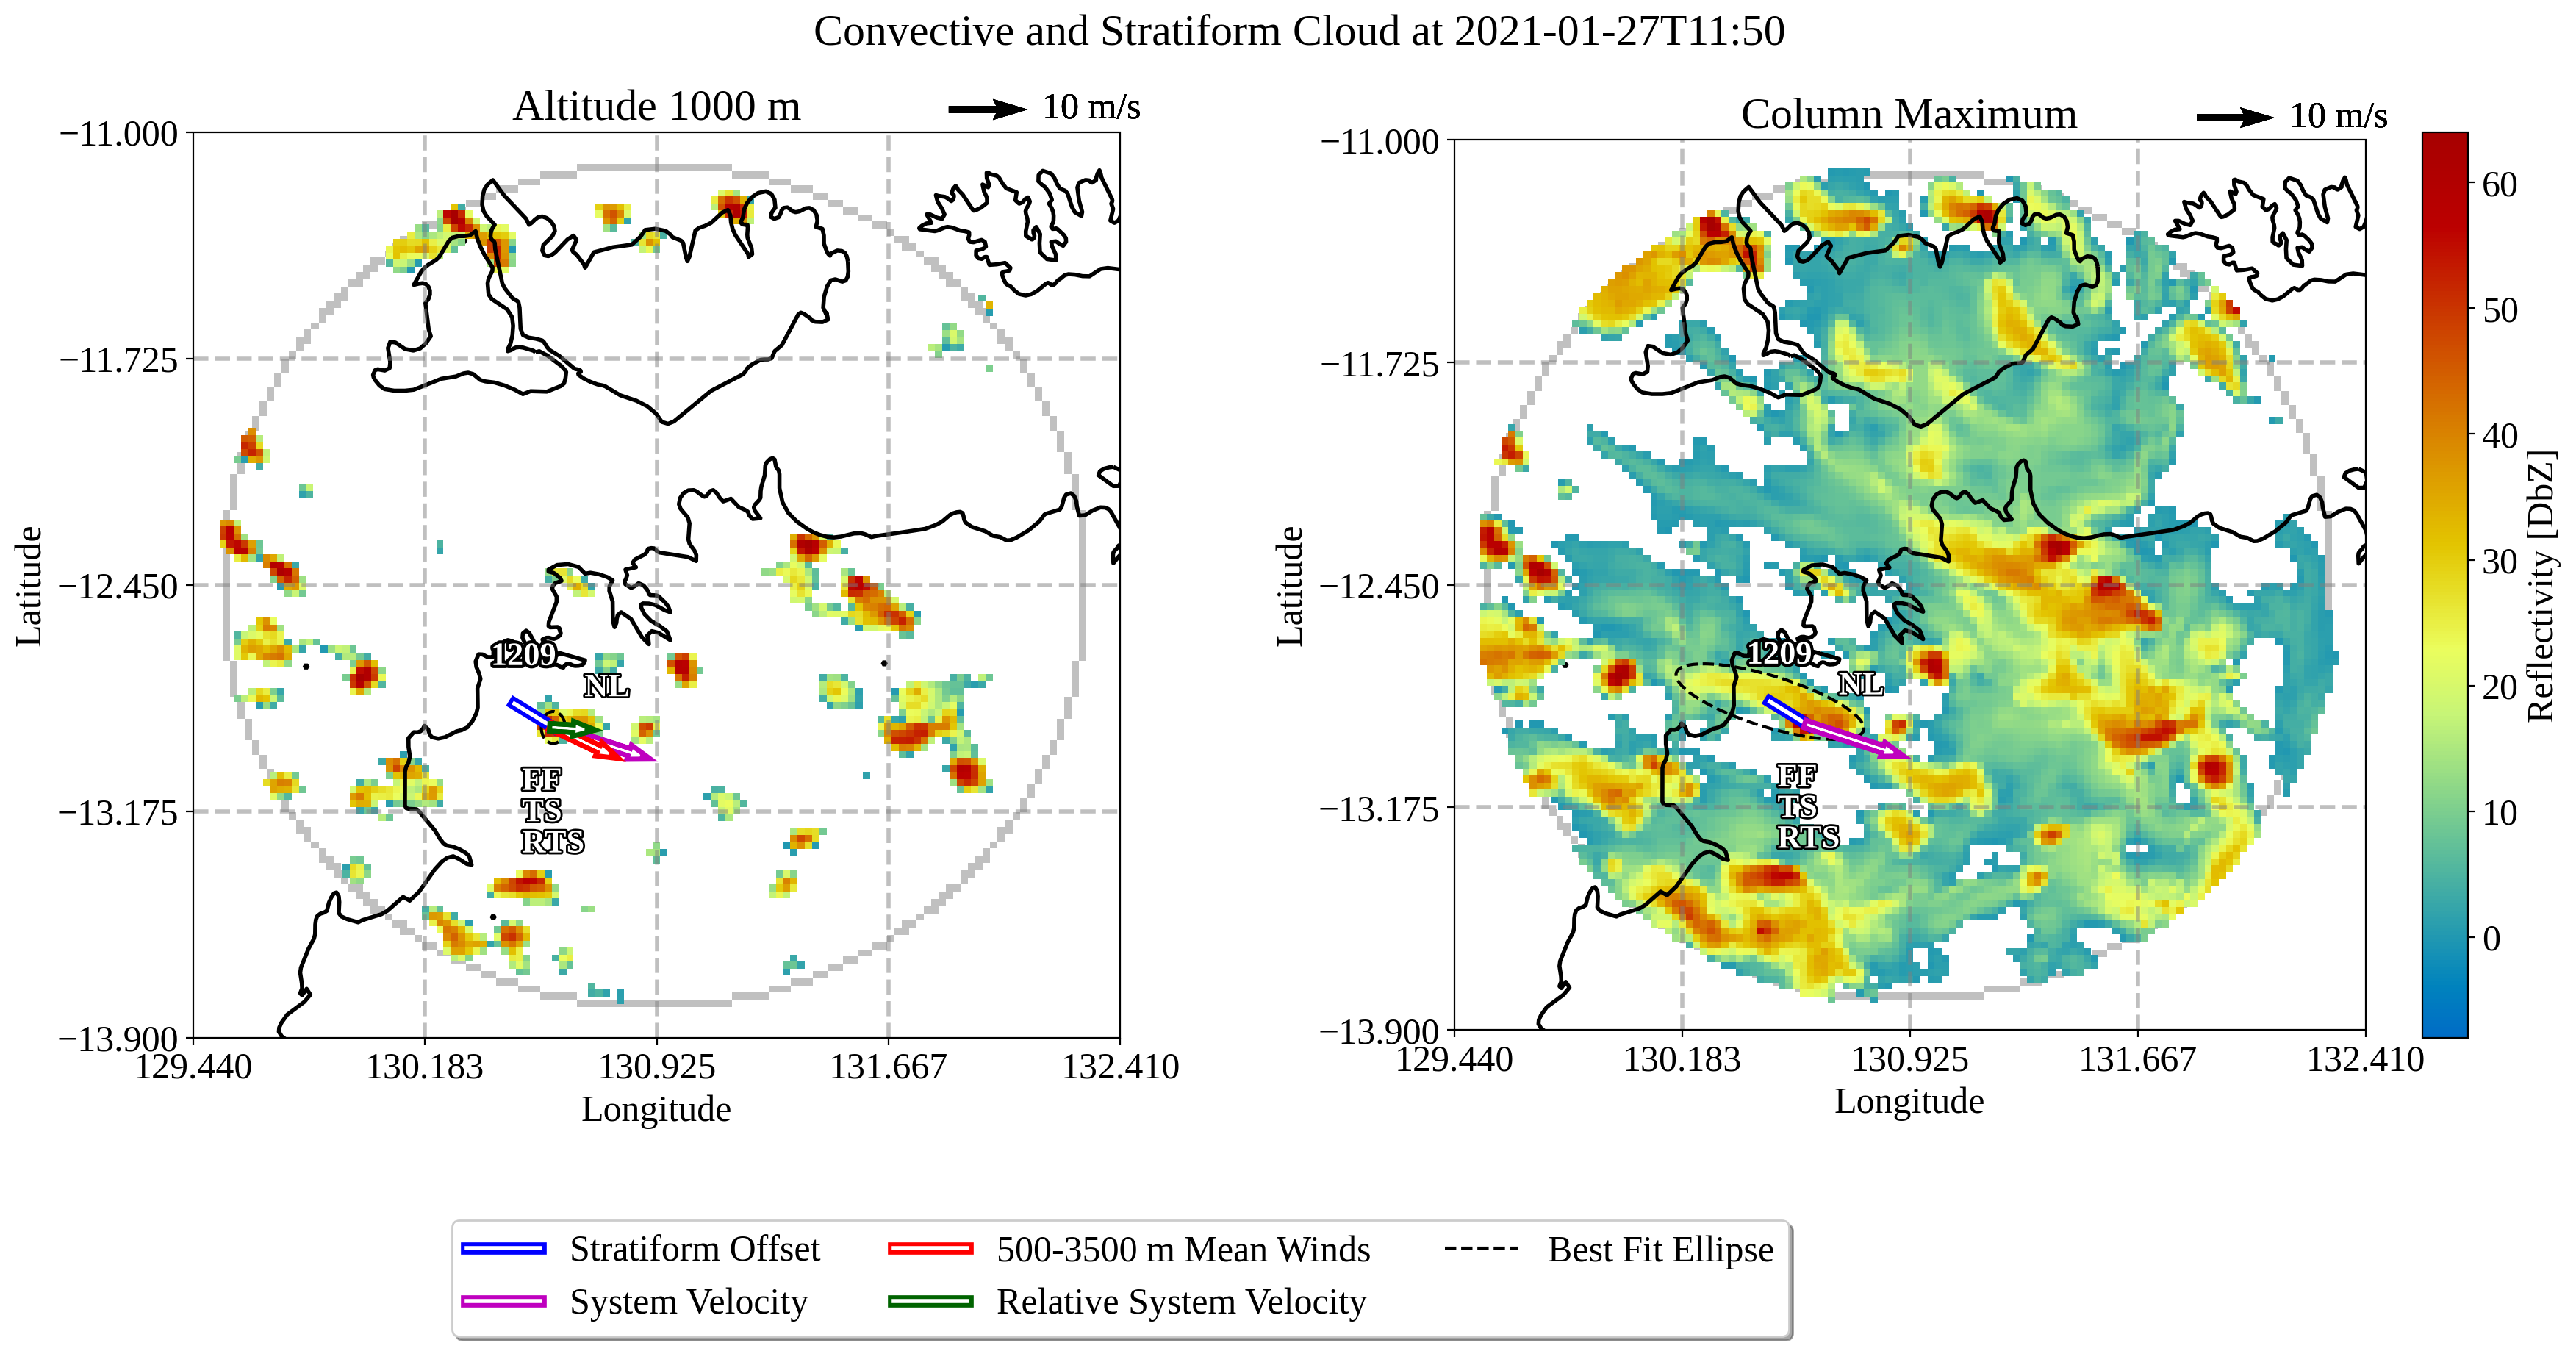 Convective and Stratiform Cloud at 2021-01-27T11:50
Altitude 1000 m
10 m/s
−11.000
−11.725
−12.450
−13.175
−13.900
Latitude
1209
NL
FF
TS
RTS
129.440
130.183
130.925
131.667
132.410
Longitude
Column Maximum
10 m/s
−11.000
−11.725
−12.450
−13.175
−13.900
Latitude
1209
NL
FF
TS
RTS
129.440
130.183
130.925
131.667
132.410
Longitude
60
50
40
30
20
10
0
Reflectivity [DbZ]
Stratiform Offset
System Velocity
500-3500 m Mean Winds
Relative System Velocity
Best Fit Ellipse